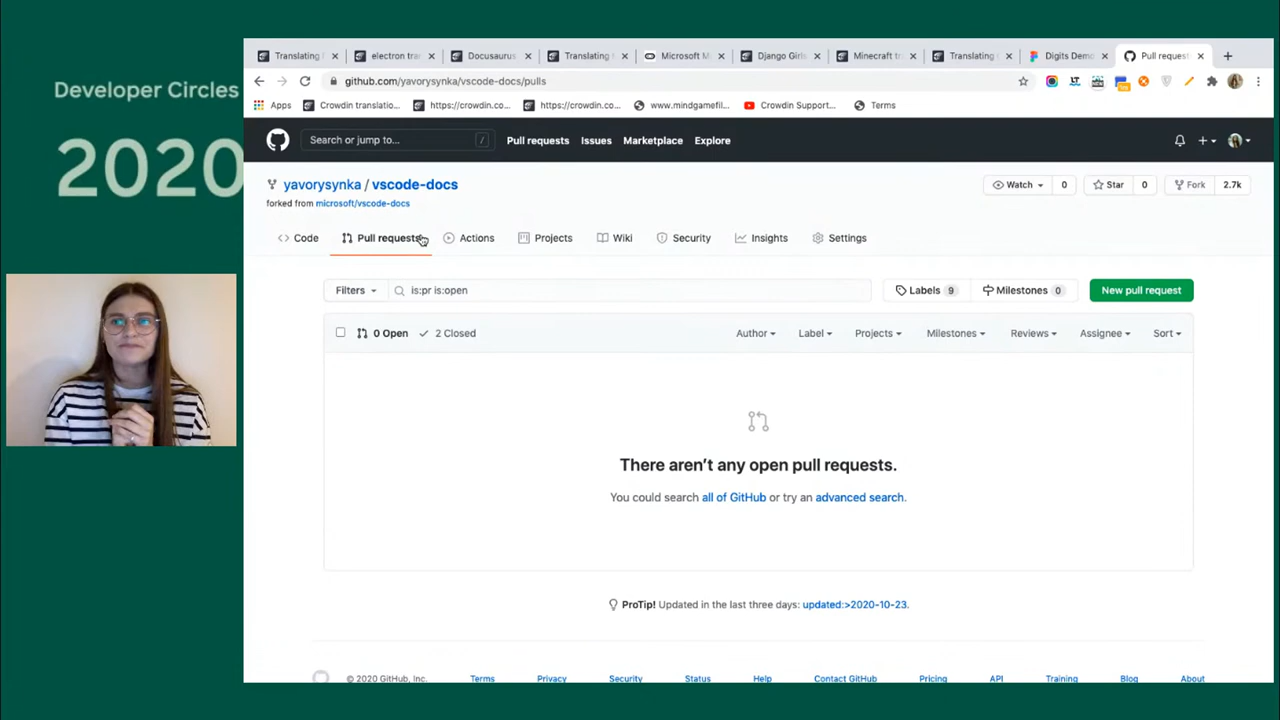 Developer Circles
2020
Translating
electron tra
Docusaurus
Translating
Microsoft M
Django Girl
Minecraft tra
Translating
Digits Demo
Pull request
github.com/yavorysynka/vscode-docs/pulls
Apps
Crowdin translatio...
https://crowdin.co...
https://crowdin.co...
www.mindgamefil...
Crowdin Support...
Terms
Search or jump to...
/
Pull requests
Issues
Marketplace
Explore
yavorysynka / vscode-docs
forked from microsoft/vscode-docs
Watch 0
Star 0
Fork 2.7k
Code
Pull requests
Actions
Projects
Wiki
Security
Insights
Settings
Filters
is:pr is:open
Labels 9
Milestones 0
New pull request
0 Open
2 Closed
Author
Label
Projects
Milestones
Reviews
Assignee
Sort
There aren't any open pull requests.
You could search all of GitHub or try an advanced search.
ProTip! Updated in the last three days: updated:>2020-10-23.
© 2020 GitHub, Inc.
Terms
Privacy
Security
Status
Help
Contact GitHub
Pricing
API
Training
Blog
About